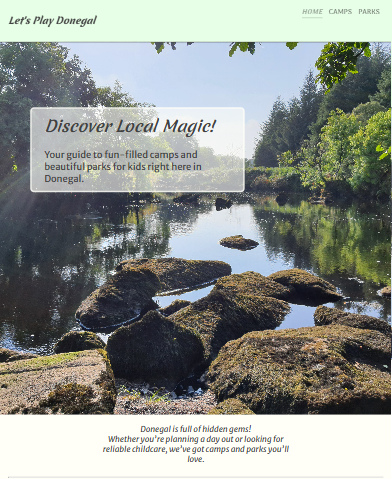 Let's Play Donegal
HOME CAMPS PARKS
Discover Local Magic!
Your guide to fun-filled camps and
beautiful parks for kids right here in
Donegal.
Donegal is full of hidden gems!
Whether you're planning a day out or looking for
reliable childcare, we've got camps and parks you'll
love.